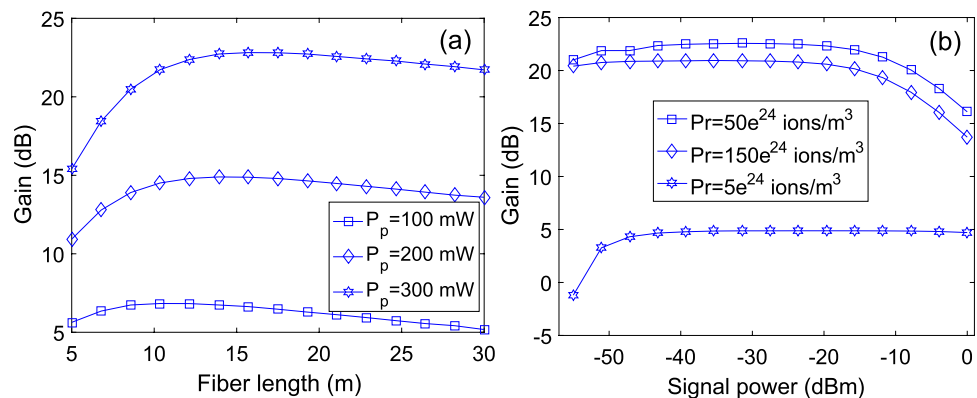 (a)
25
20
15
10
5
Gain (dB)
5 10 15 20 25 30
Fiber length (m)
P_p=100 mW
P_p=200 mW
P_p=300 mW
(b)
25
20
15
10
5
0
-5
Gain (dB)
-50 -40 -30 -20 -10 0
Signal power (dBm)
Pr=50e^24 ions/m^3
Pr=150e^24 ions/m^3
Pr=5e^24 ions/m^3